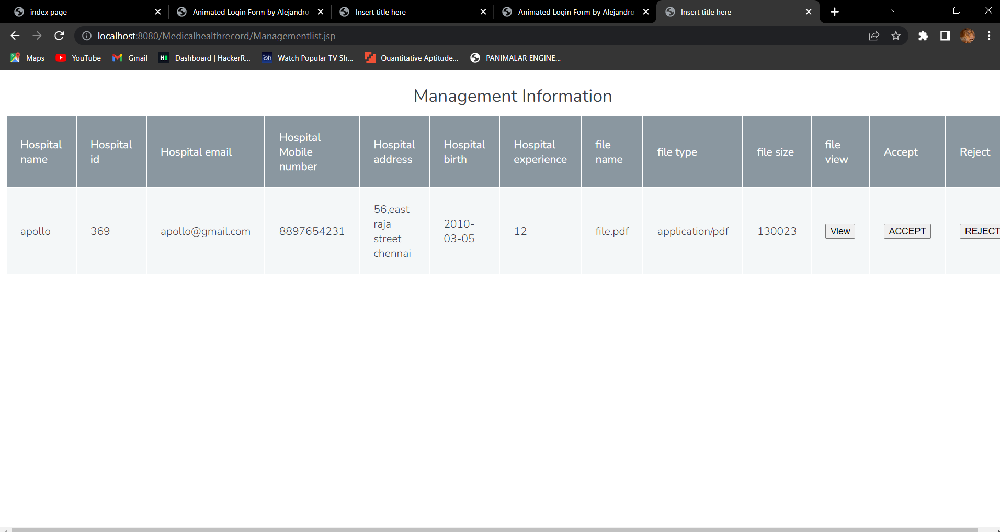 index page
Animated Login Form by Alejandro
Insert title here
Animated Login Form by Alejandro
Insert title here
localhost:8080/Medicalhealthrecord/Managementlist.jsp
Maps
YouTube
Gmail
Dashboard | HackerR...
Watch Popular TV Sh...
Quantitative Aptitude...
PANIMALAR ENGINE...
Management Information
Hospital
name
Hospital
id
Hospital email
Hospital
Mobile
number
Hospital
address
Hospital
birth
Hospital
experience
file
name
file type
file size
file
view
Accept
Reject
apollo
369
apollo@gmail.com
8897654231
56,east
raja
street
chennai
2010-
03-05
12
file.pdf
application/pdf
130023
View
ACCEPT
REJECT